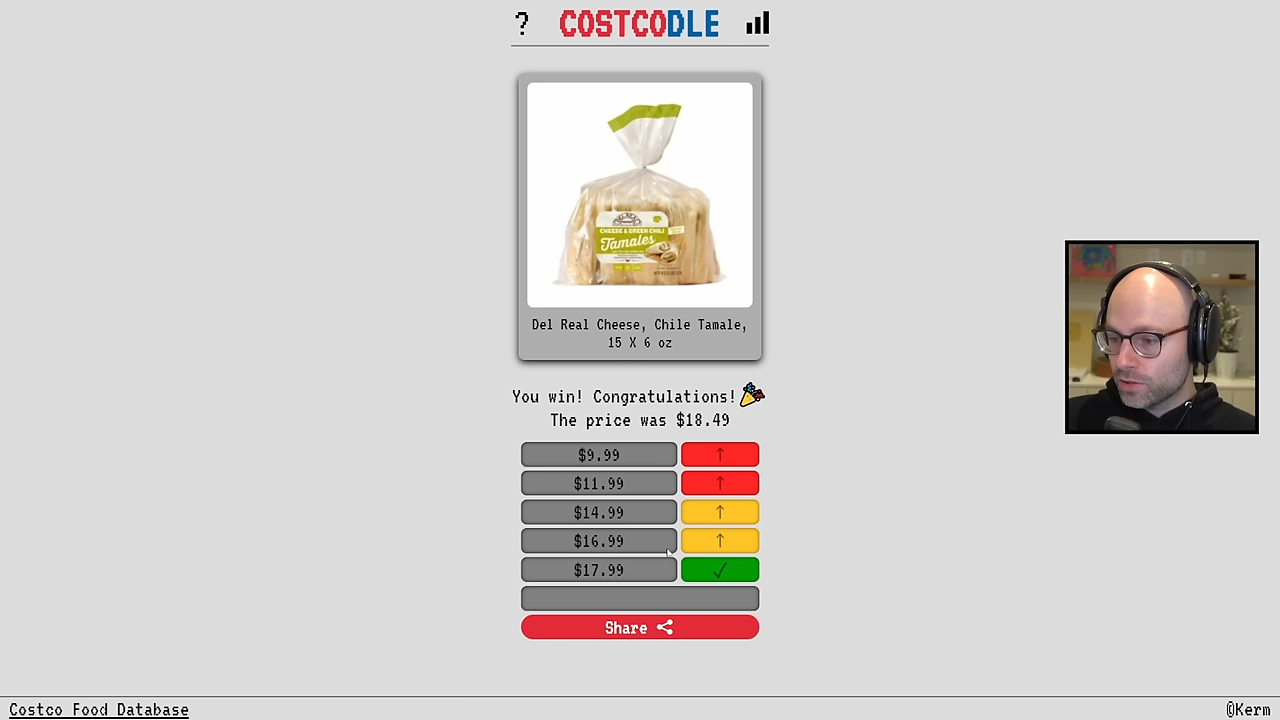 ?
COSTCODLE
CHEESE & GREEN CHILI
Tamales
Del Real Cheese, Chile Tamale,
15 X 6 oz
You win! Congratulations!
The price was $18.49
$9.99 ↑
$11.99 ↑
$14.99 ↑
$16.99 ↑
$17.99 ✓
Share
Costco Food Database
@Kerm